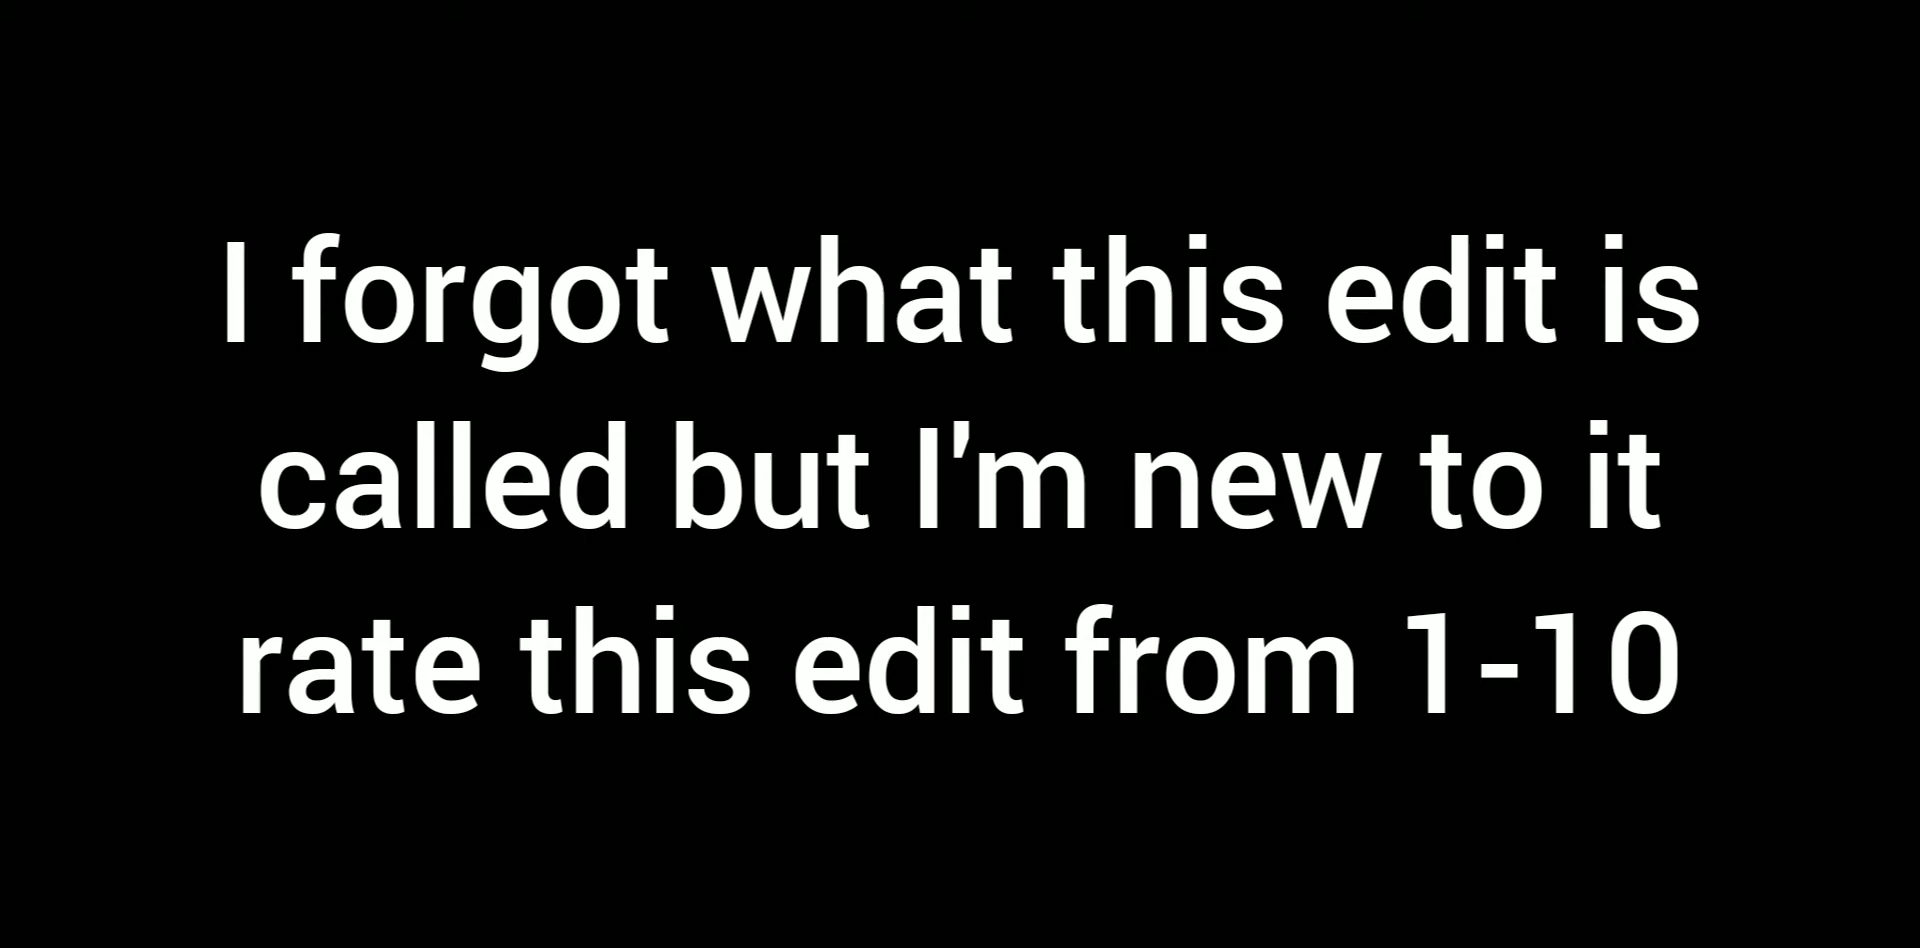 I forgot what this edit is
called but I'm new to it
rate this edit from 1-10